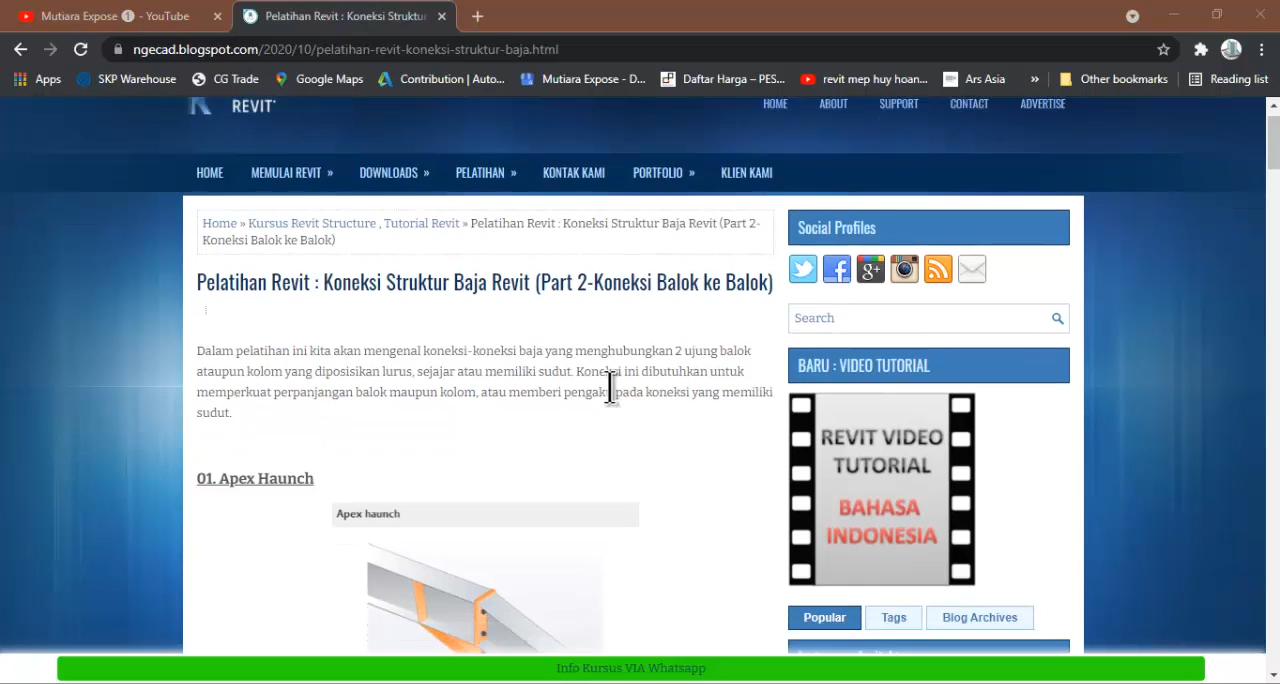 Mutiara Expose ❶ - YouTube
Pelatihan Revit : Koneksi Struktur
ngecad.blogspot.com/2020/10/pelatihan-revit-koneksi-struktur-baja.html
Apps SKP Warehouse CG Trade Google Maps Contribution | Auto... Mutiara Expose - D... Daftar Harga – PES... revit mep huy hoan... Ars Asia » Other bookmarks Reading list
REVIT
HOME ABOUT SUPPORT CONTACT ADVERTISE
HOME MEMULAI REVIT » DOWNLOADS » PELATIHAN » KONTAK KAMI PORTFOLIO » KLIEN KAMI
Home » Kursus Revit Structure , Tutorial Revit » Pelatihan Revit : Koneksi Struktur Baja Revit (Part 2-
Koneksi Balok ke Balok)
Pelatihan Revit : Koneksi Struktur Baja Revit (Part 2-Koneksi Balok ke Balok)
Dalam pelatihan ini kita akan mengenal koneksi-koneksi baja yang menghubungkan 2 ujung balok
ataupun kolom yang diposisikan lurus, sejajar atau memiliki sudut. Koneksi ini dibutuhkan untuk
memperkuat perpanjangan balok maupun kolom, atau memberi pengaku pada koneksi yang memiliki
sudut.
01. Apex Haunch
Apex haunch
Social Profiles
Search
BARU : VIDEO TUTORIAL
REVIT VIDEO
TUTORIAL
BAHASA
INDONESIA
Popular Tags Blog Archives
Info Kursus VIA Whatsapp